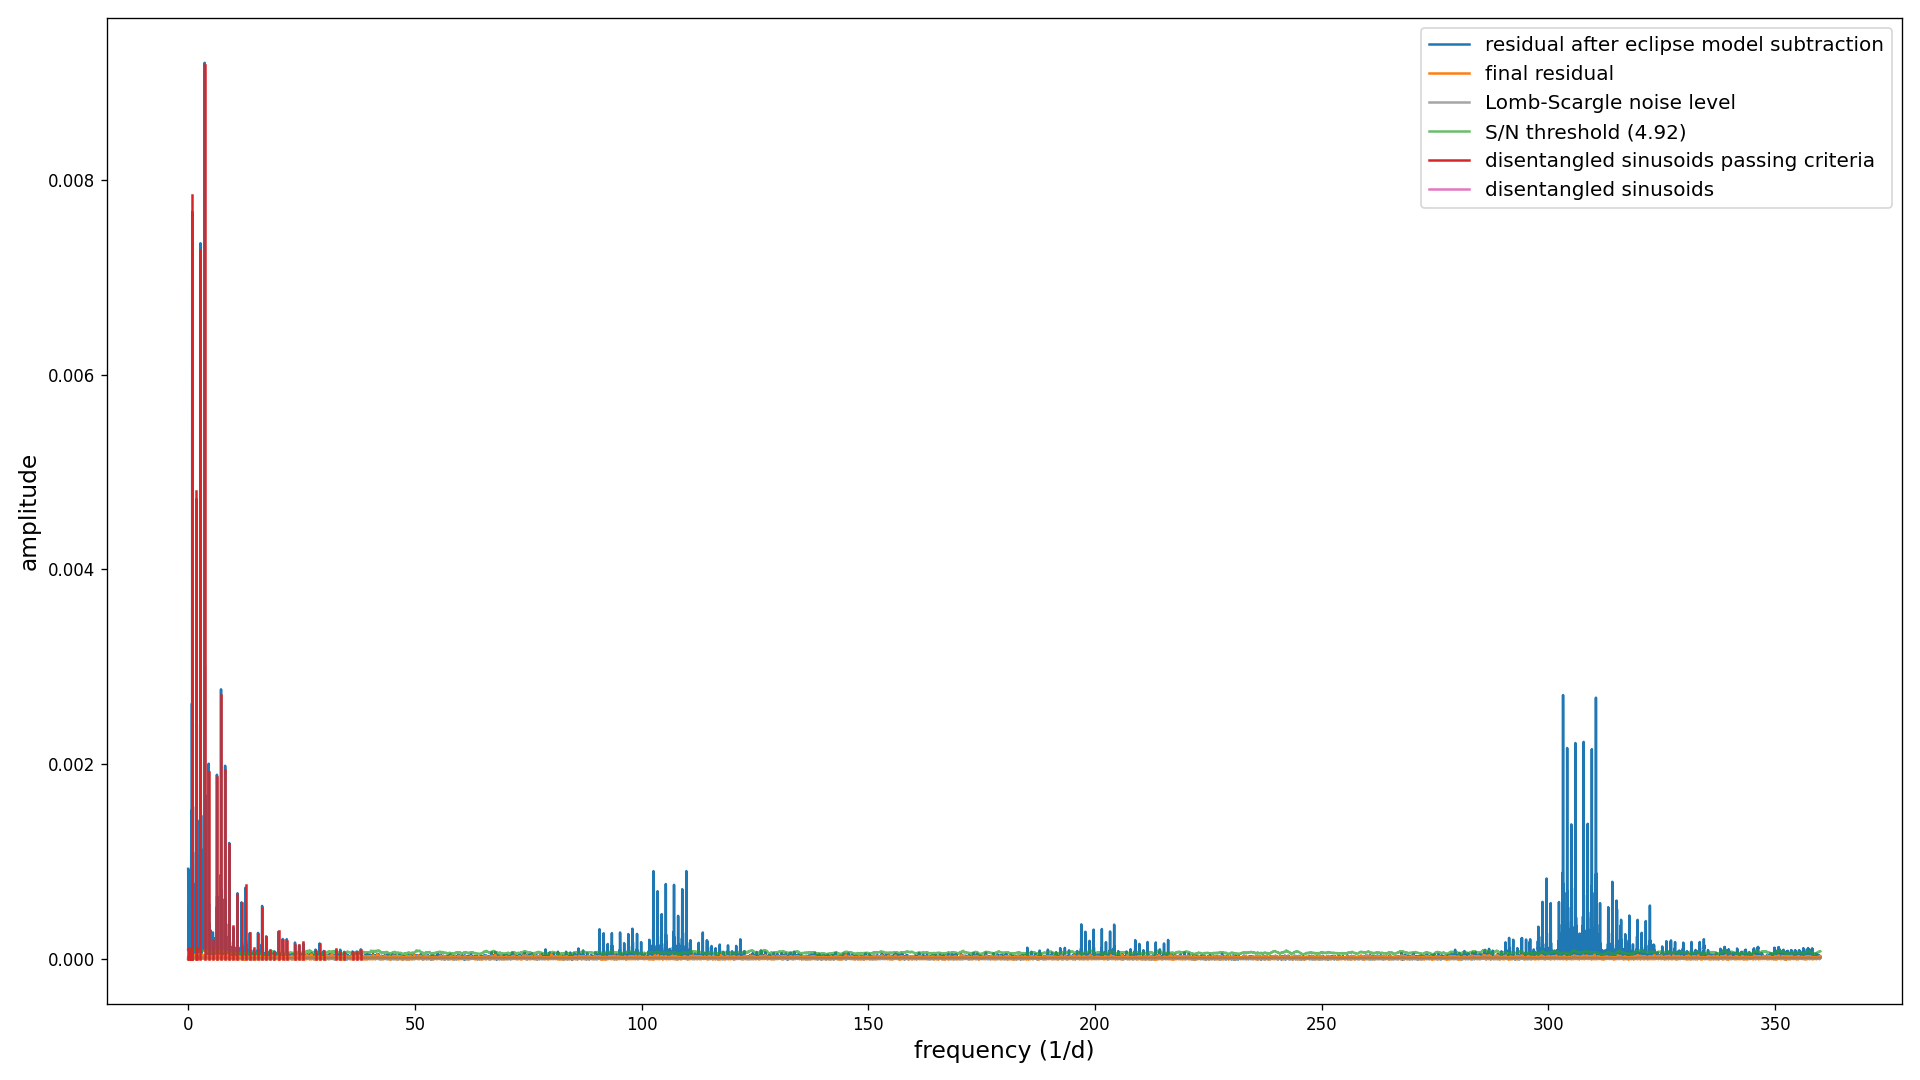 residual after eclipse model subtraction
final residual
Lomb-Scargle noise level
S/N threshold (4.92)
disentangled sinusoids passing criteria
disentangled sinusoids
amplitude
0.008
0.006
0.004
0.002
0.000
0 50 100 150 200 250 300 350
frequency (1/d)